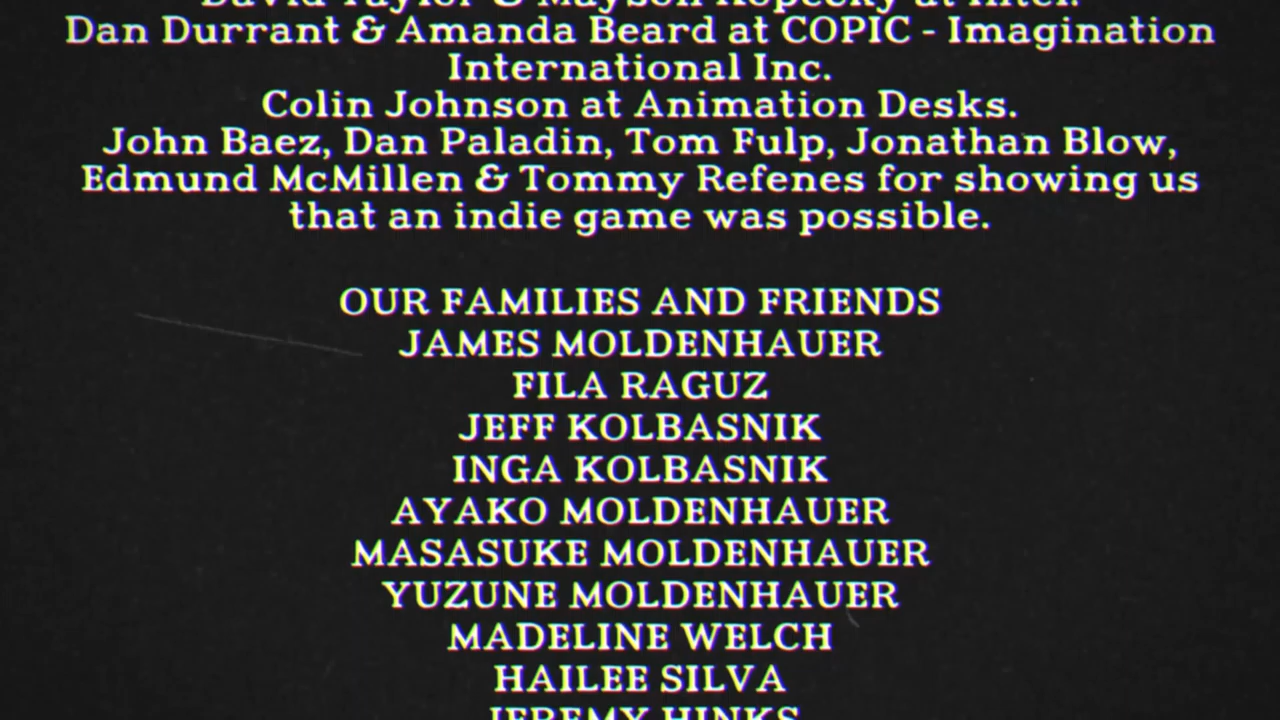 David Taylor & Mayson Kopecky at Intel.
Dan Durrant & Amanda Beard at COPIC - Imagination
International Inc.
Colin Johnson at Animation Desks.
John Baez, Dan Paladin, Tom Fulp, Jonathan Blow,
Edmund McMillen & Tommy Refenes for showing us
that an indie game was possible.
OUR FAMILIES AND FRIENDS
JAMES MOLDENHAUER
FILA RAGUZ
JEFF KOLBASNIK
INGA KOLBASNIK
AYAKO MOLDENHAUER
MASASUKE MOLDENHAUER
YUZUNE MOLDENHAUER
MADELINE WELCH
HAILEE SILVA
JEREMY HINKS